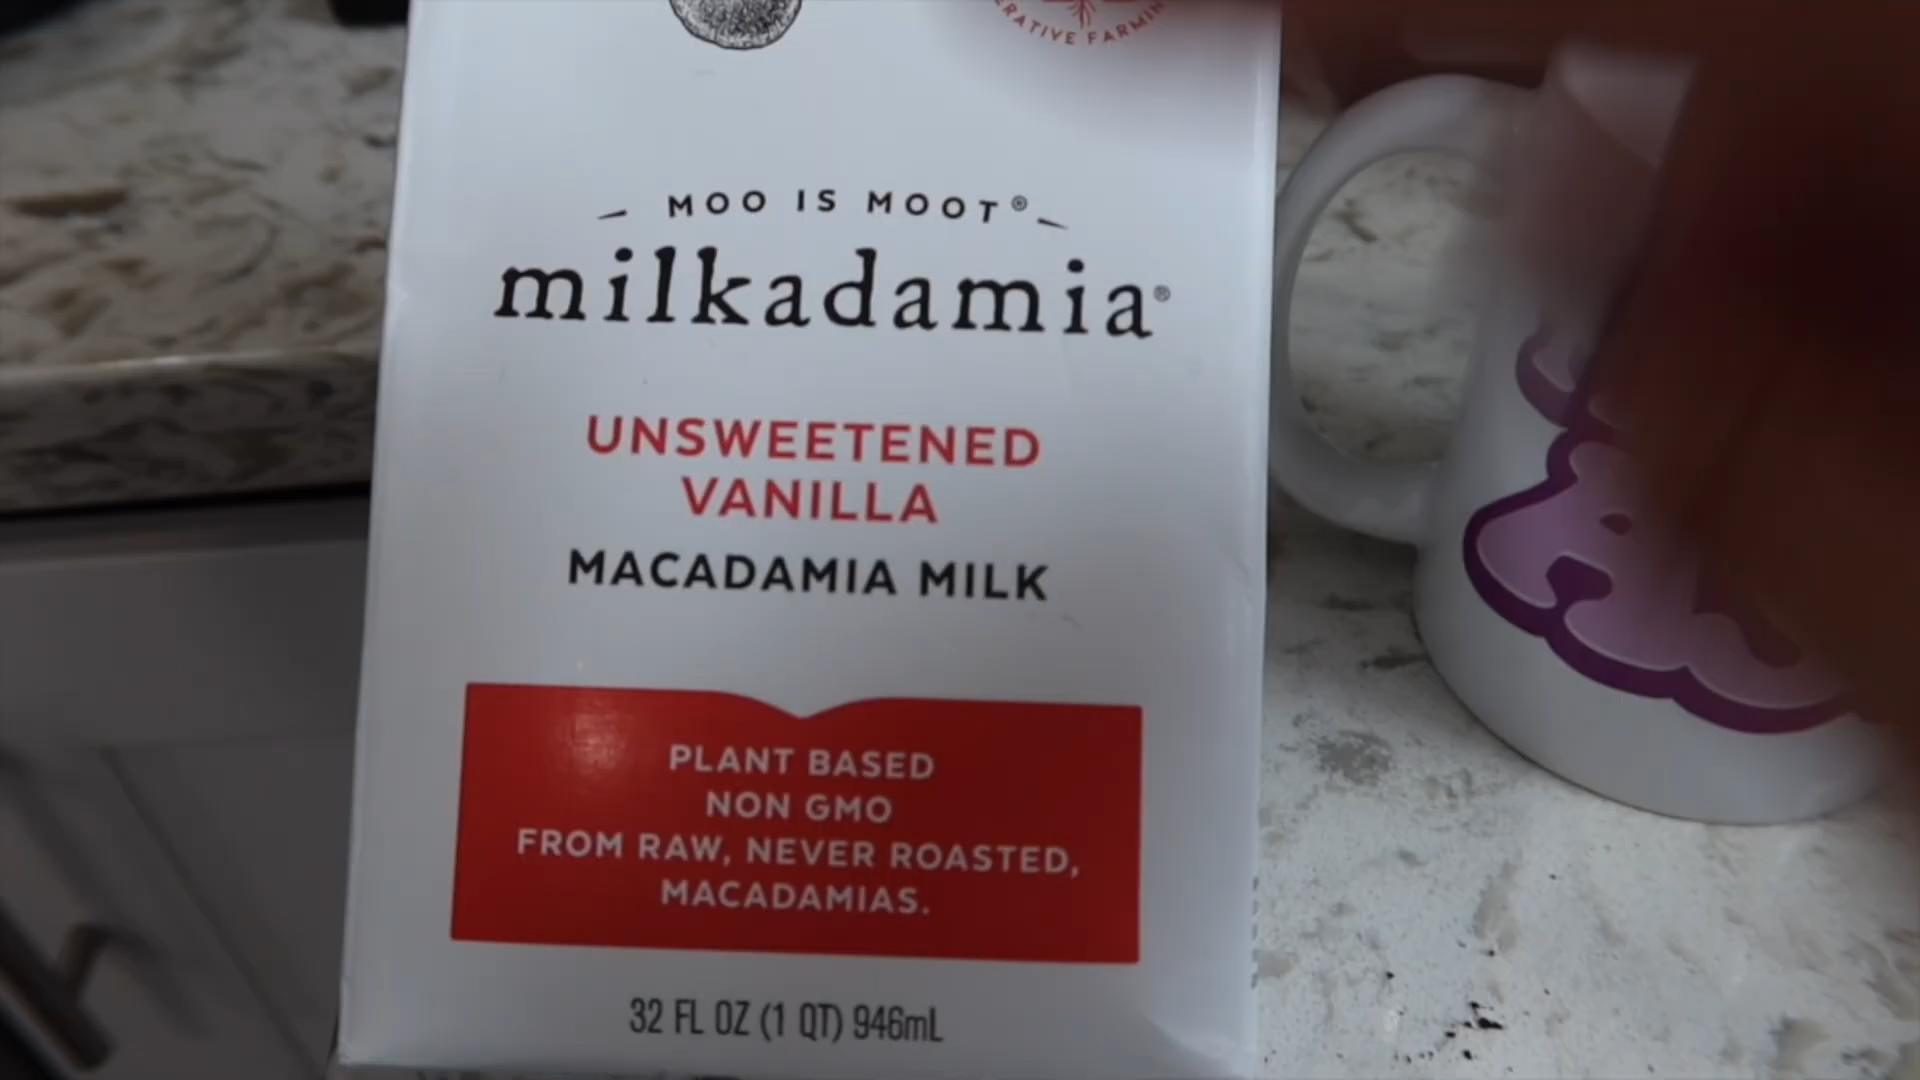 FARMIN
MOO IS MOOT®
milkadamia®
UNSWEETENED
VANILLA
MACADAMIA MILK
PLANT BASED
NON GMO
FROM RAW, NEVER ROASTED,
MACADAMIAS.
32 FL OZ (1 QT) 946mL